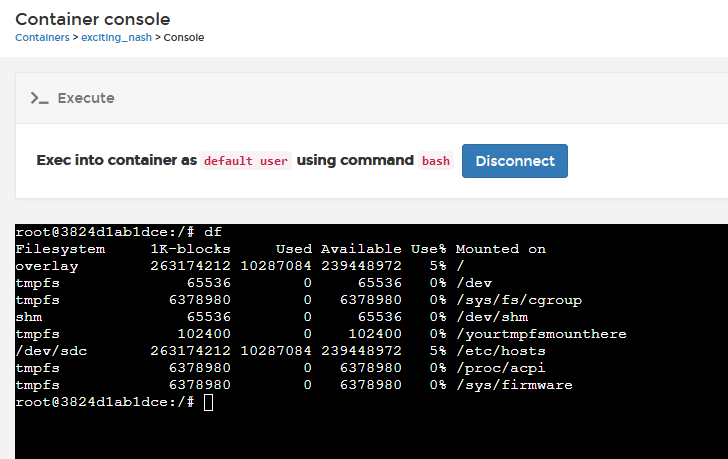 Container console
Containers > exciting_nash > Console
>_ Execute
Exec into container as default user using command bash Disconnect
root@3824d1ab1dce:/# df
Filesystem     1K-blocks     Used Available Use% Mounted on
overlay        263174212 10287084 239448972   5% /
tmpfs              65536        0     65536   0% /dev
tmpfs            6378980        0   6378980   0% /sys/fs/cgroup
shm                65536        0     65536   0% /dev/shm
tmpfs             102400        0    102400   0% /yourtmpfsmounthere
/dev/sdc       263174212 10287084 239448972   5% /etc/hosts
tmpfs            6378980        0   6378980   0% /proc/acpi
tmpfs            6378980        0   6378980   0% /sys/firmware
root@3824d1ab1dce:/#